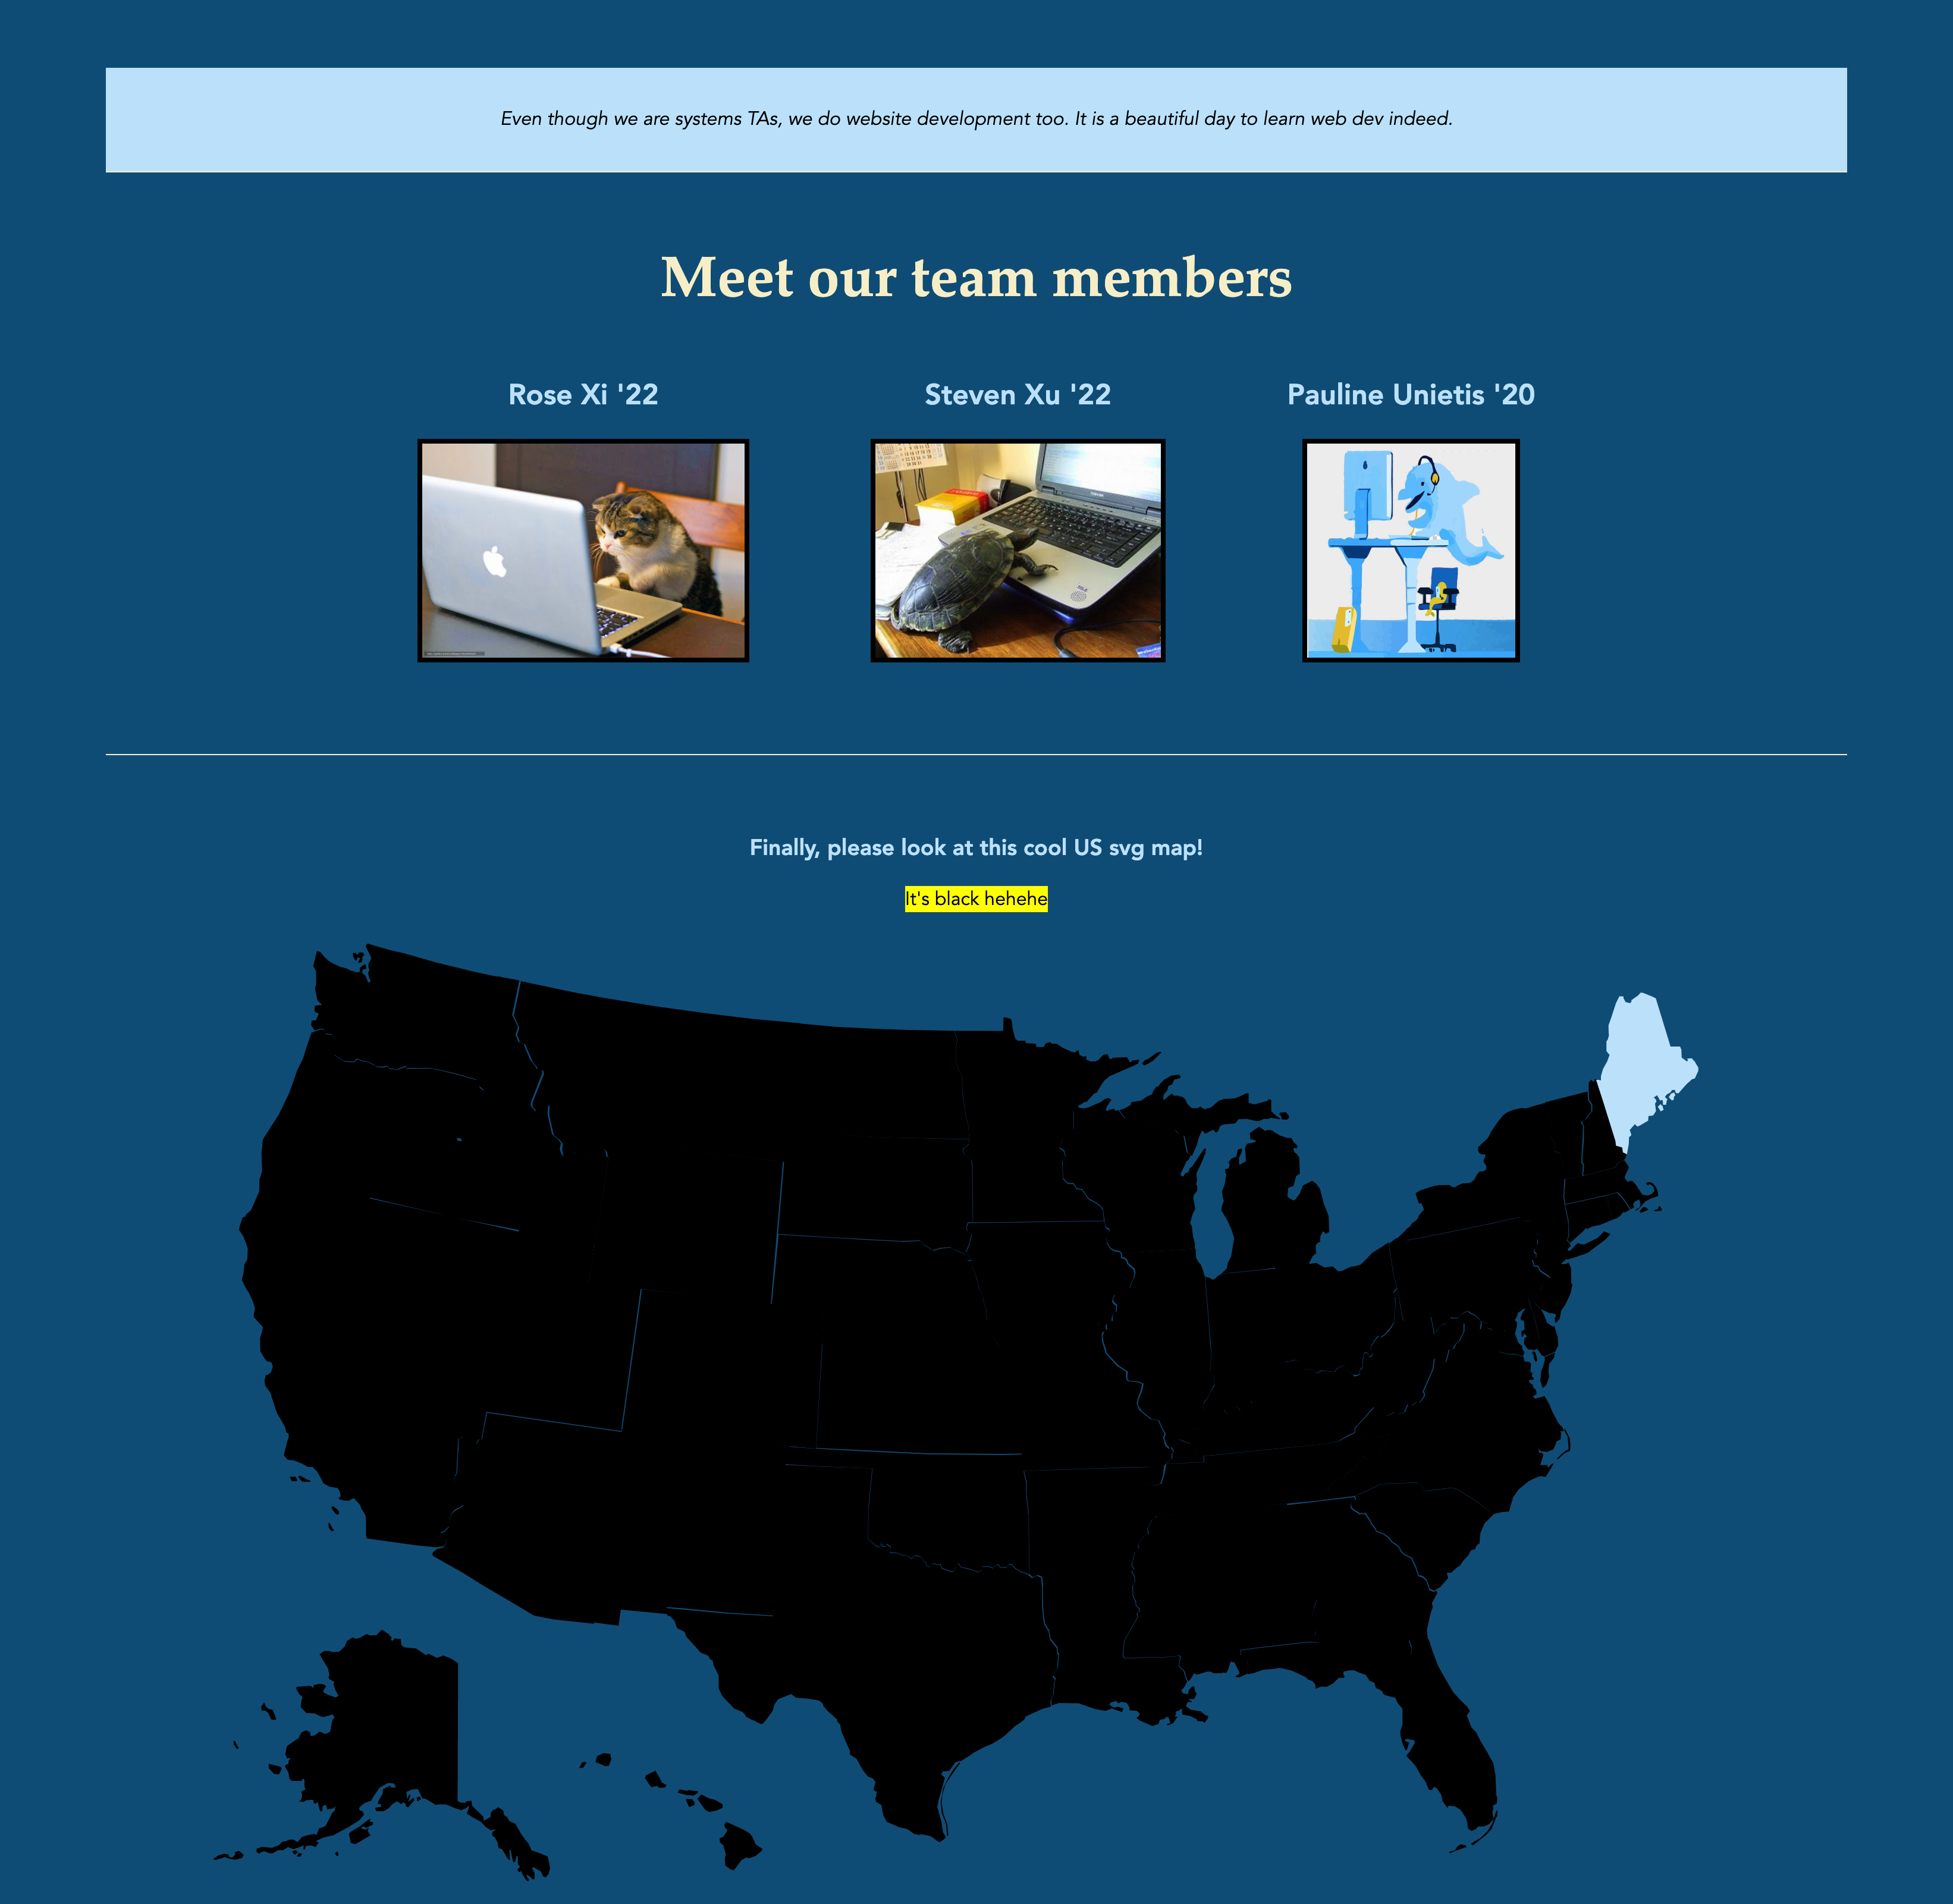 Even though we are systems TAs, we do website development too. It is a beautiful day to learn web dev indeed.
Meet our team members
Rose Xi '22
Steven Xu '22
Pauline Unietis '20
Finally, please look at this cool US svg map!
It's black hehehe